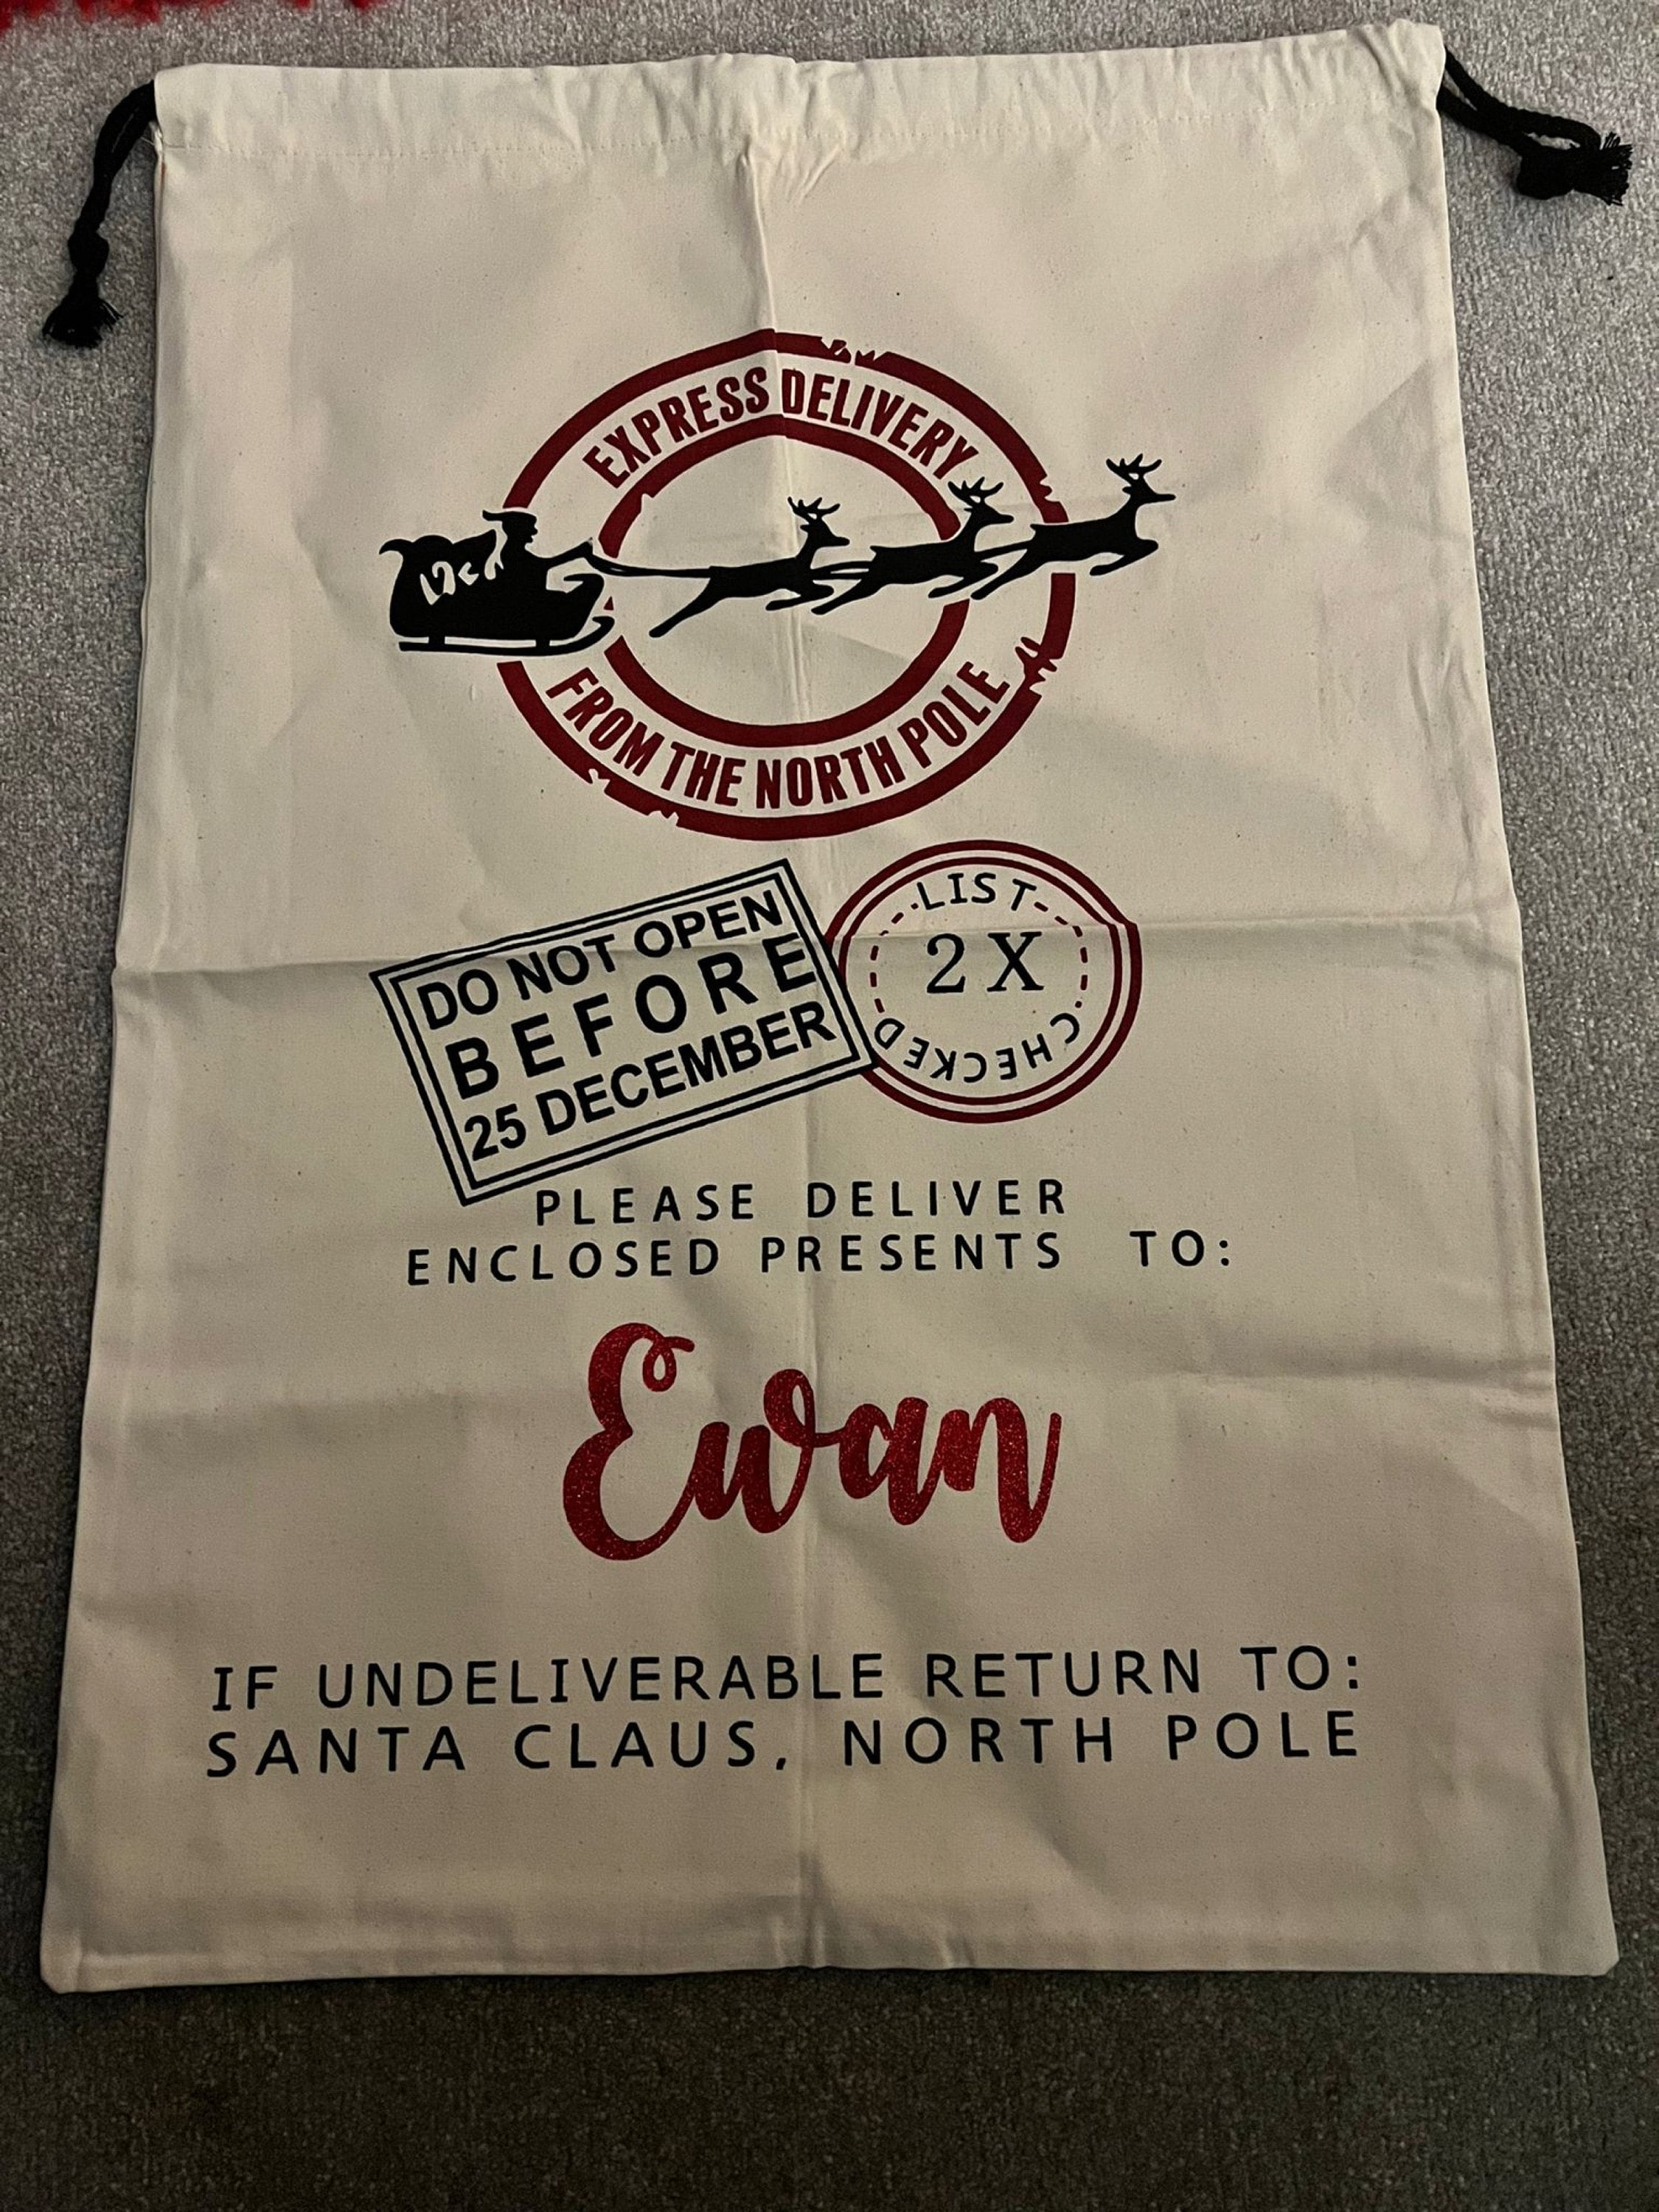 EXPRESS DELIVERY
FROM THE NORTH POLE
DO NOT OPEN
BEFORE
25 DECEMBER
LIST
2X
CHECKED
PLEASE DELIVER
ENCLOSED PRESENTS TO:
Ewan
IF UNDELIVERABLE RETURN TO:
SANTA CLAUS, NORTH POLE